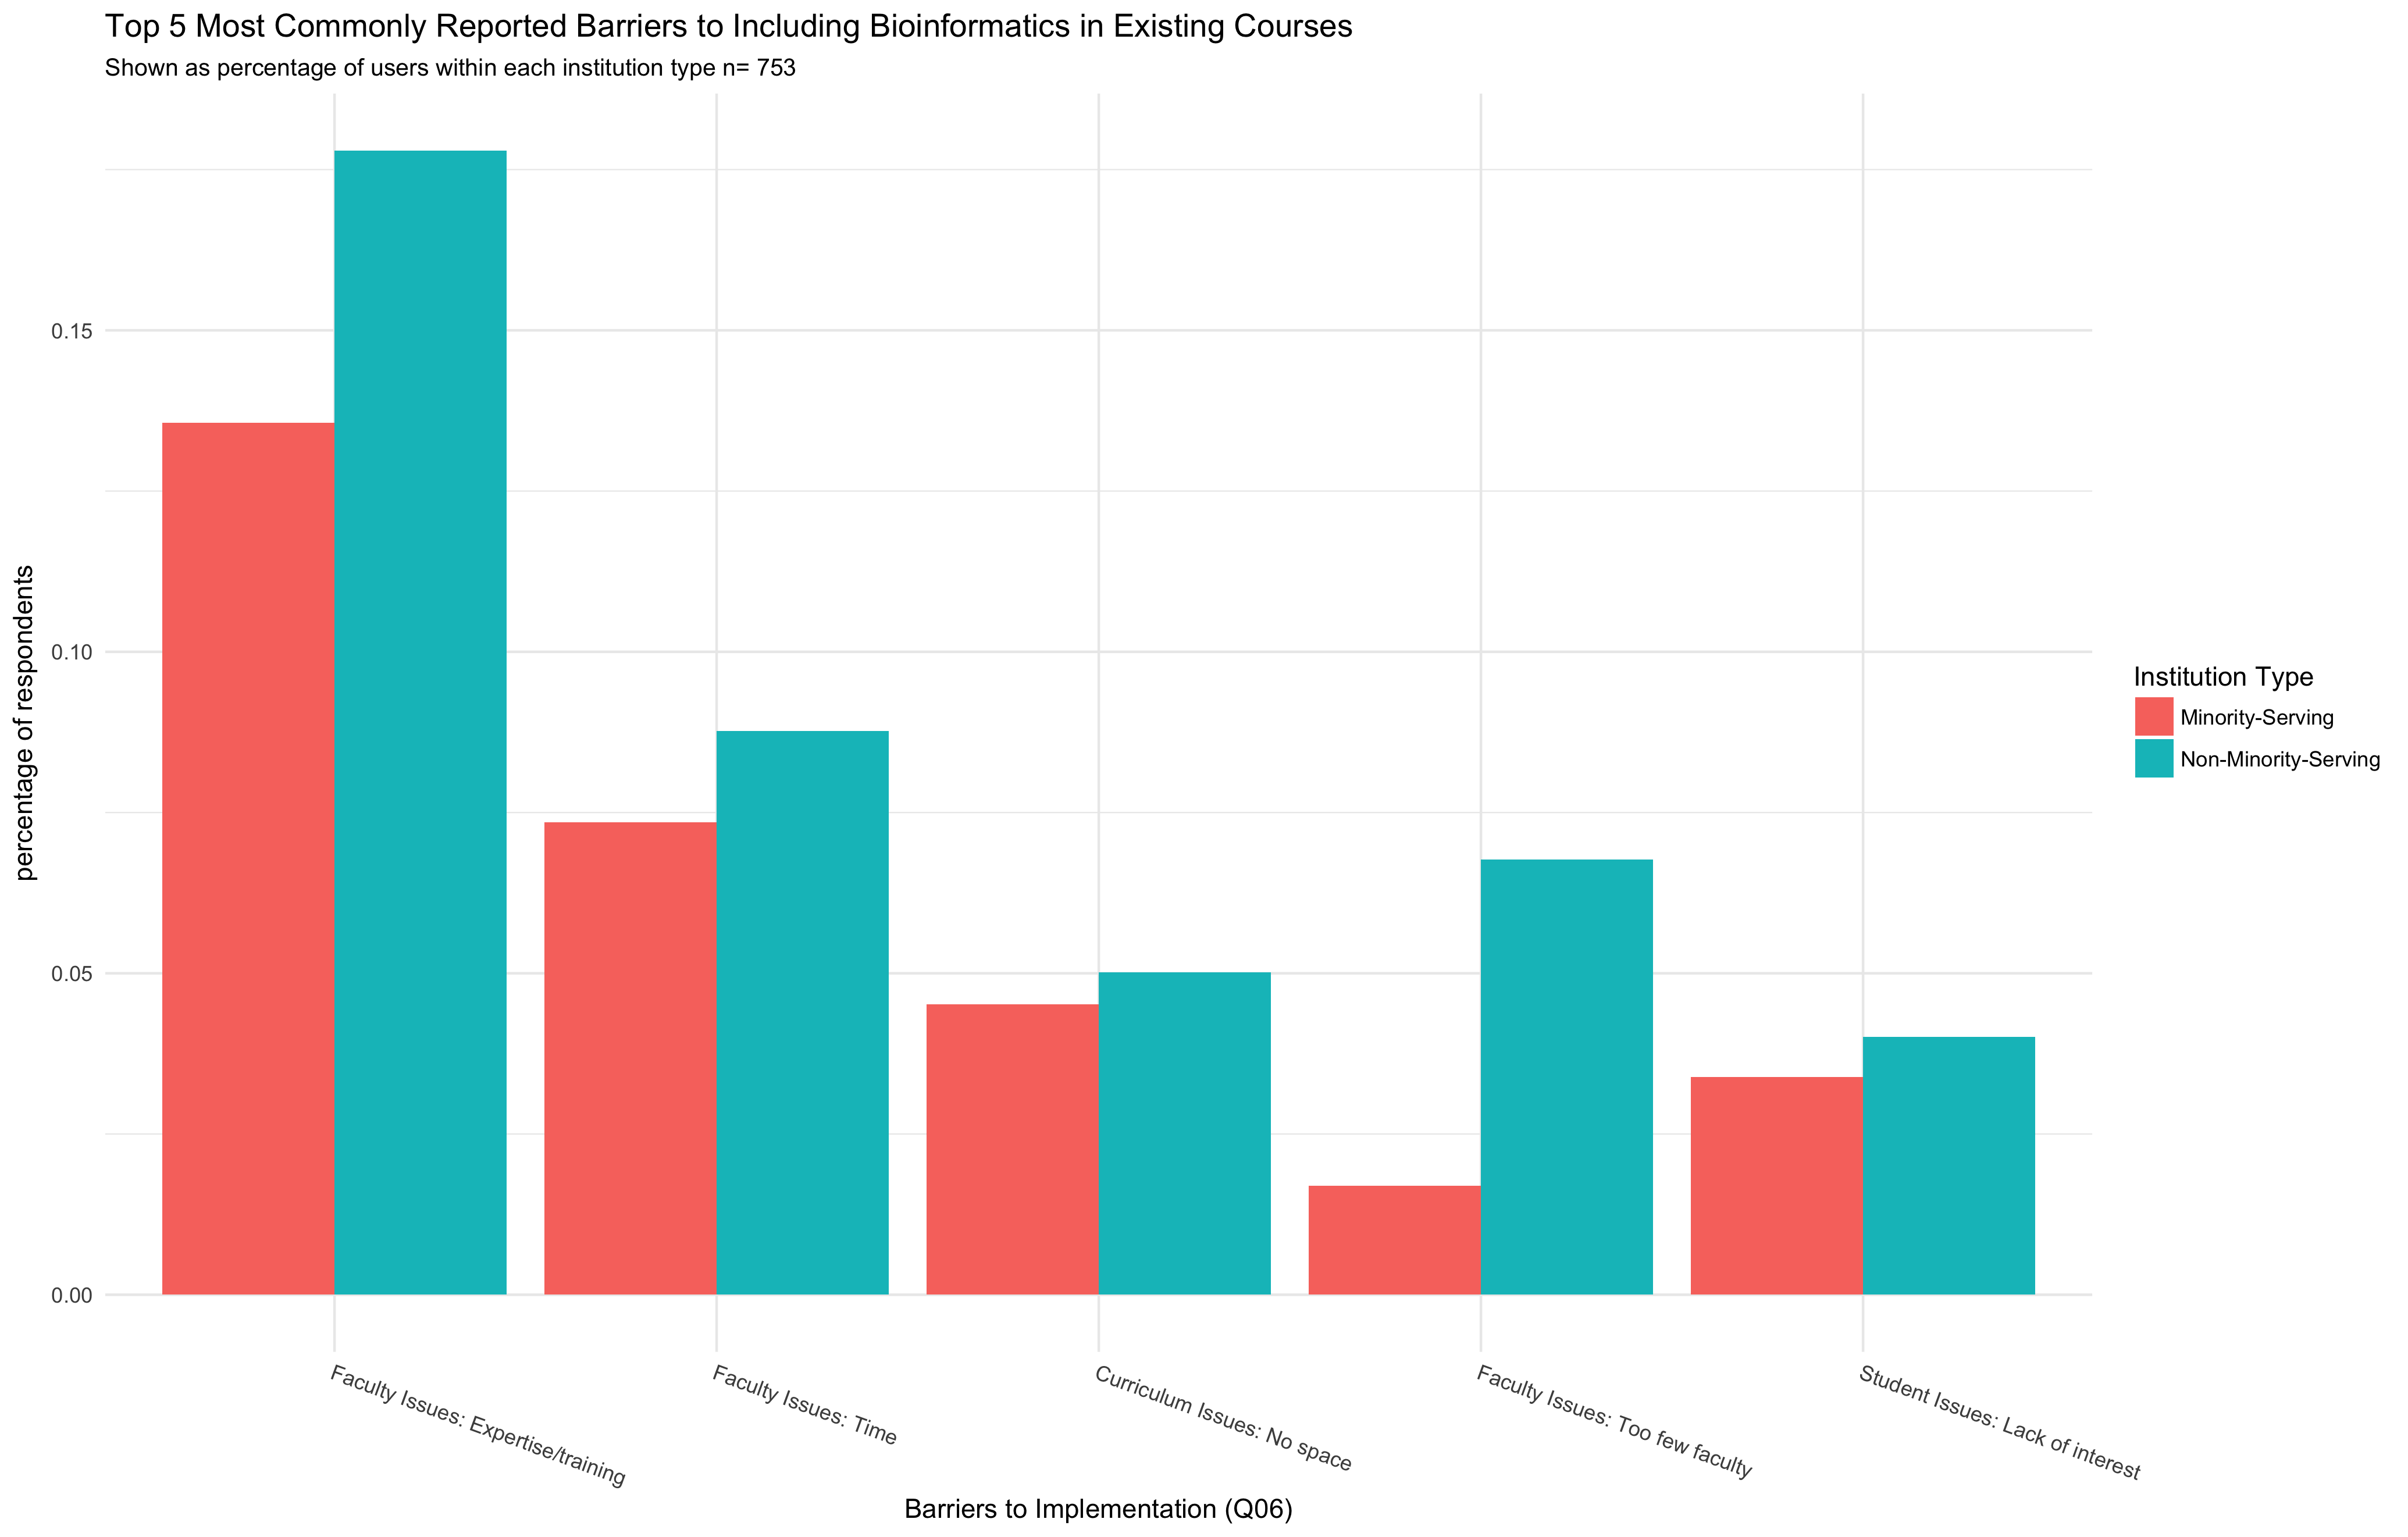 Top 5 Most Commonly Reported Barriers to Including Bioinformatics in Existing Courses
Shown as percentage of users within each institution type n= 753
percentage of respondents
0.15
0.10
0.05
0.00
Faculty Issues: Expertise/training
Faculty Issues: Time
Curriculum Issues: No space
Faculty Issues: Too few faculty
Student Issues: Lack of interest
Barriers to Implementation (Q06)
Institution Type
Minority-Serving
Non-Minority-Serving